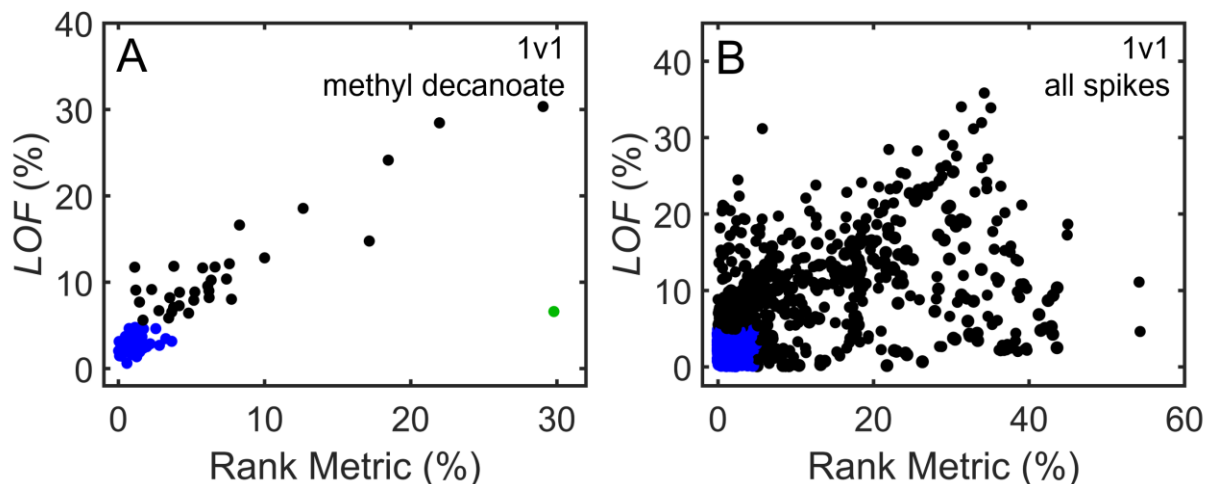 A
1v1
methyl decanoate
40
30
20
10
0
LOF (%)
0 10 20 30
Rank Metric (%)
B
1v1
all spikes
40
30
20
10
0
LOF (%)
0 20 40 60
Rank Metric (%)